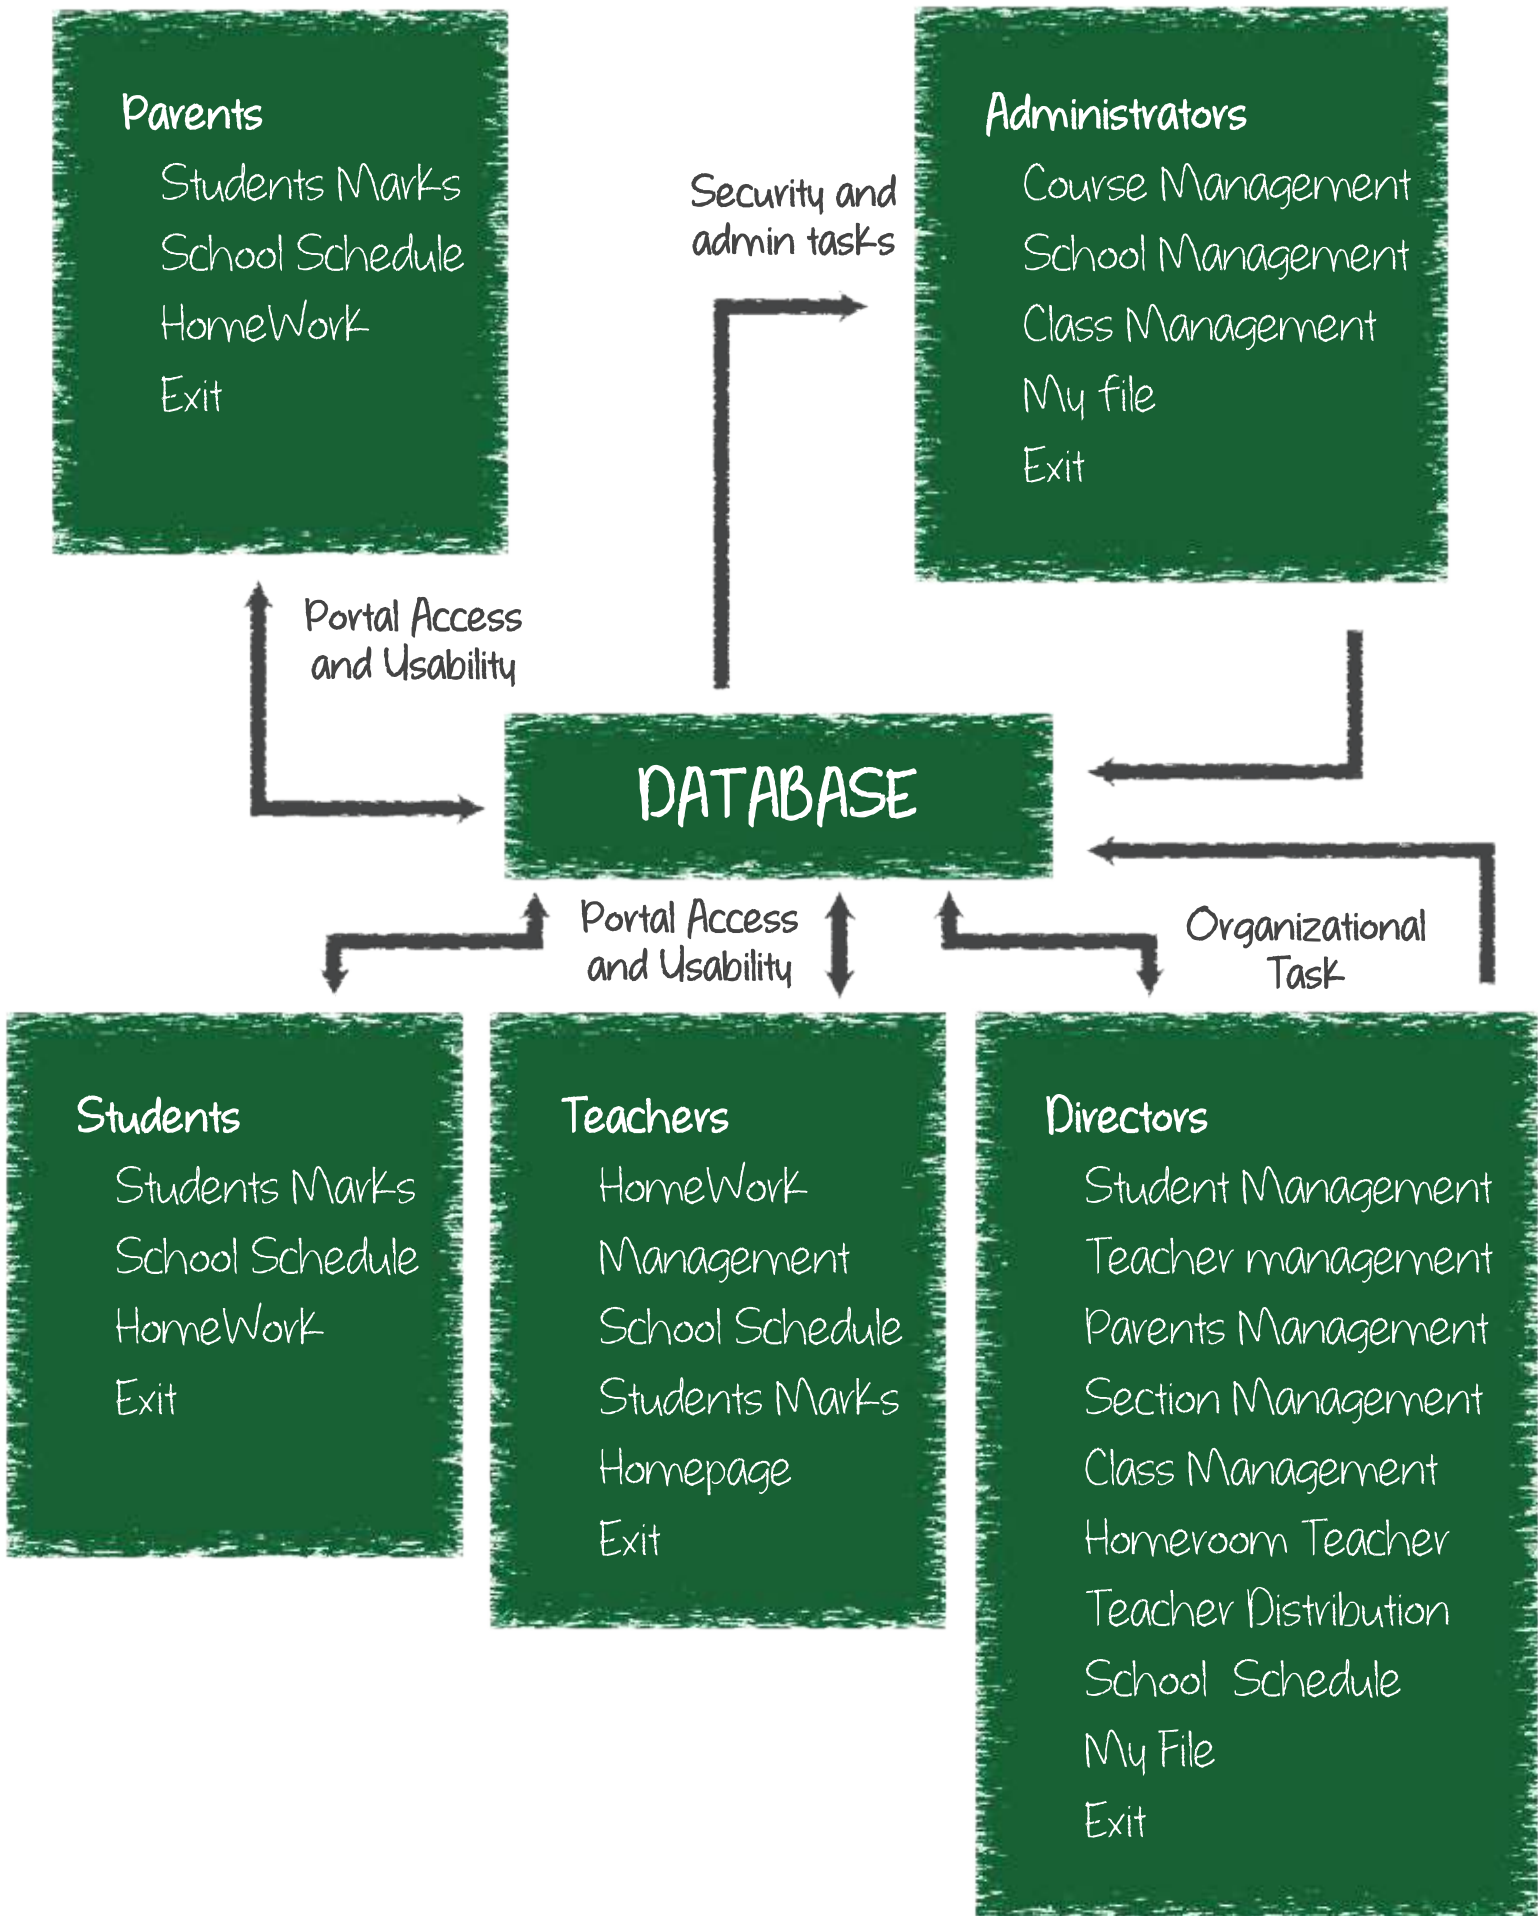 Parents
Students Marks
School Schedule
HomeWork
Exit
Security and
admin tasks
Administrators
Course Management
School Management
Class Management
My file
Exit
Portal Access
and Usability
DATABASE
Portal Access
and Usability
Organizational
Task
Students
Students Marks
School Schedule
HomeWork
Exit
Teachers
HomeWork
Management
School Schedule
Students Marks
Homepage
Exit
Directors
Student Management
Teacher management
Parents Management
Section Management
Class Management
Homeroom Teacher
Teacher Distribution
School Schedule
My File
Exit